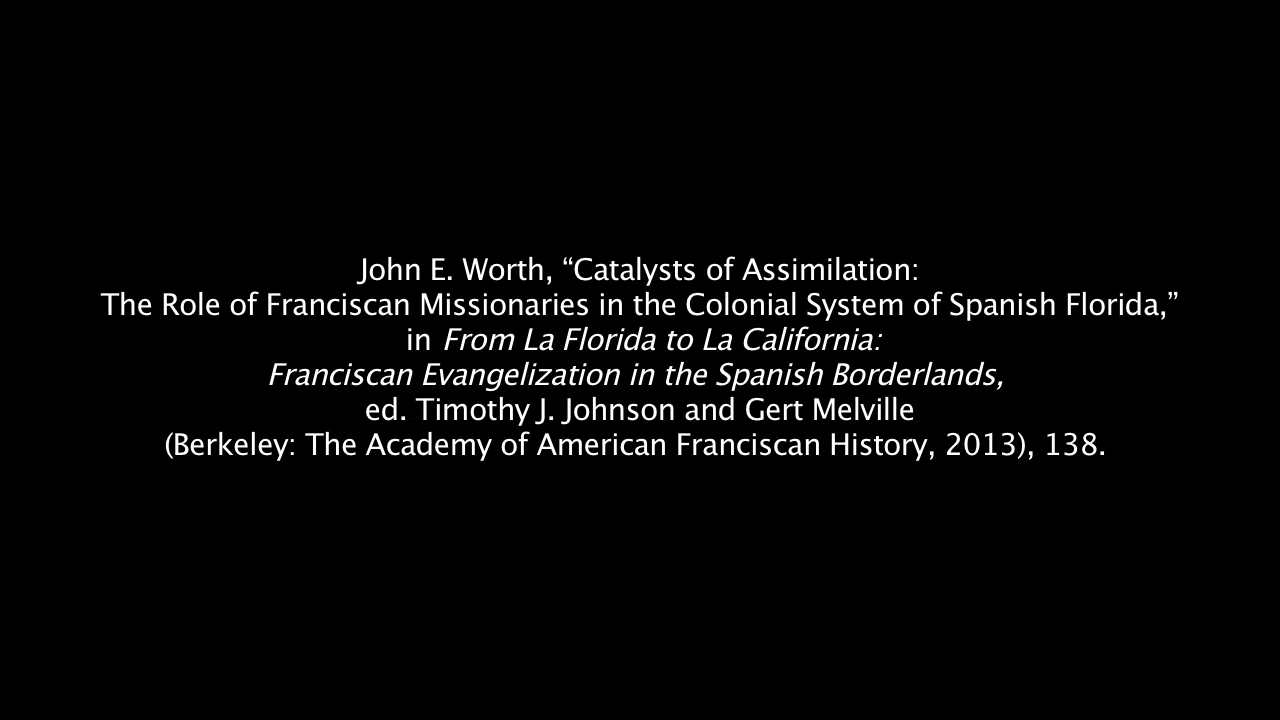 John E. Worth, “Catalysts of Assimilation:
The Role of Franciscan Missionaries in the Colonial System of Spanish Florida,”
in From La Florida to La California:
Franciscan Evangelization in the Spanish Borderlands,
ed. Timothy J. Johnson and Gert Melville
(Berkeley: The Academy of American Franciscan History, 2013), 138.